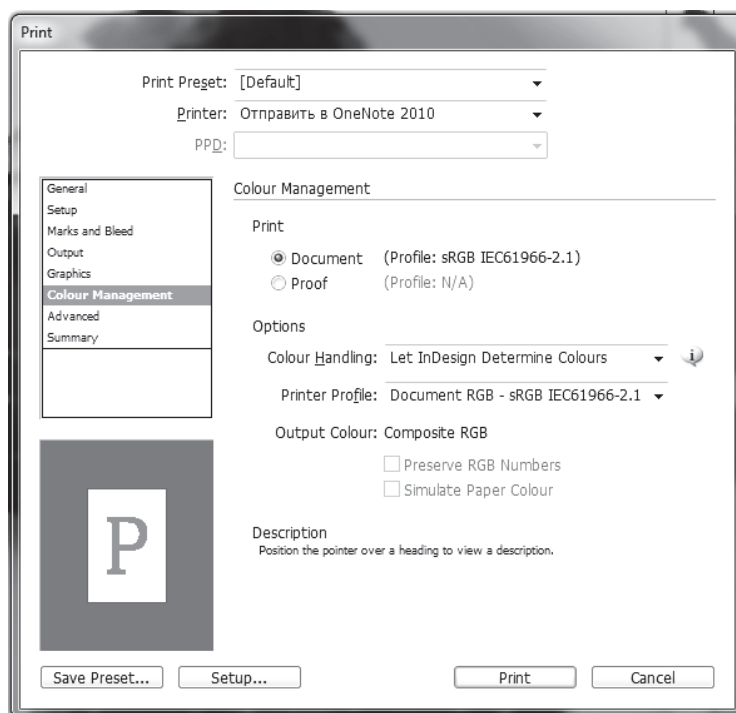 Print
Print Preset: [Default]
Printer: Отправить в OneNote 2010
PPD:
General
Setup
Marks and Bleed
Output
Graphics
Colour Management
Advanced
Summary
Colour Management
Print
Document (Profile: sRGB IEC61966-2.1)
Proof (Profile: N/A)
Options
Colour Handling: Let InDesign Determine Colours
Printer Profile: Document RGB - sRGB IEC61966-2.1
Output Colour: Composite RGB
Preserve RGB Numbers
Simulate Paper Colour
Description
Position the pointer over a heading to view a description.
P
Save Preset... Setup... Print Cancel